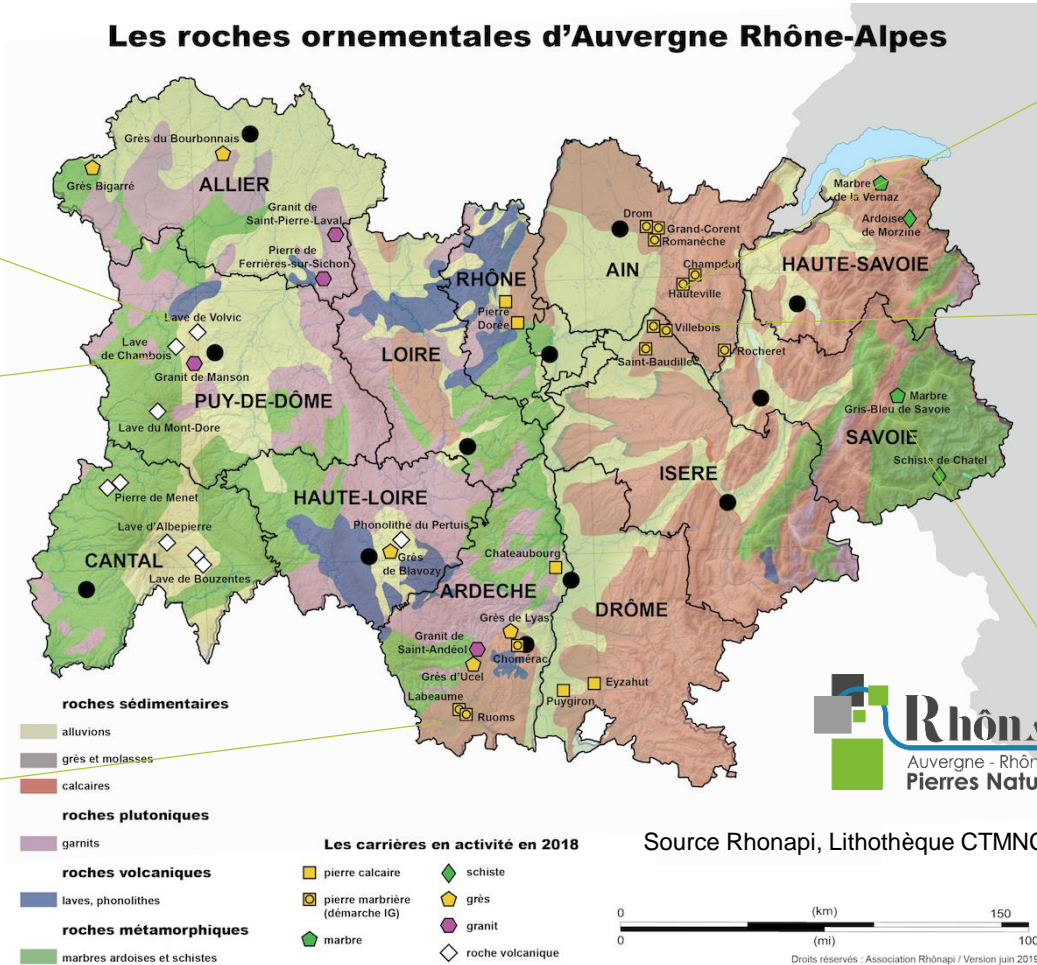 Les roches ornementales d'Auvergne Rhône-Alpes
Grès du Bourbonnais
Grès Bigarré
ALLIER
Granit de
Saint-Pierre-Laval
Pierre de
Ferrières-sur-Sichon
Marbre
de la Vernaz
Ardoise
de Morzine
HAUTE-SAVOIE
Drom
Grand-Corent
Romanèche
AIN
Champdor
Hauteville
RHÔNE
Pierre
Dorée
Villebois
Saint-Baudille
Rocheret
Lave de Volvic
Lave
de Chambois
Granit de Manson
PUY-DE-DÔME
Lave du Mont-Dore
LOIRE
Marbre
Gris-Bleu de Savoie
SAVOIE
Schiste de Chatel
ISERE
Pierre de Menet
Lave d'Albepierre
CANTAL
Lave de Bouzentes
HAUTE-LOIRE
Phonolithe du Pertuis
Grès
de Blavozy
Chateaubourg
ARDECHE
DRÔME
Grès de Lyas
Granit de
Saint-Andéol
Chomérac
Grès d'Ucel
Labeaume
Ruoms
Eyzahut
Puygiron
roches sédimentaires
alluvions
grès et molasses
calcaires
roches plutoniques
garnits
roches volcaniques
laves, phonolithes
roches métamorphiques
marbres ardoises et schistes
Les carrières en activité en 2018
pierre calcaire
pierre marbrière
(démarche IG)
marbre
schiste
grès
granit
roche volcanique
Auvergne - Rhôn
Pierres Natu
Source Rhonapi, Lithothèque CTMNC
0 (km) 150
0 (mi) 100
Droits réservés : Association Rhônapi / Version juin 2019